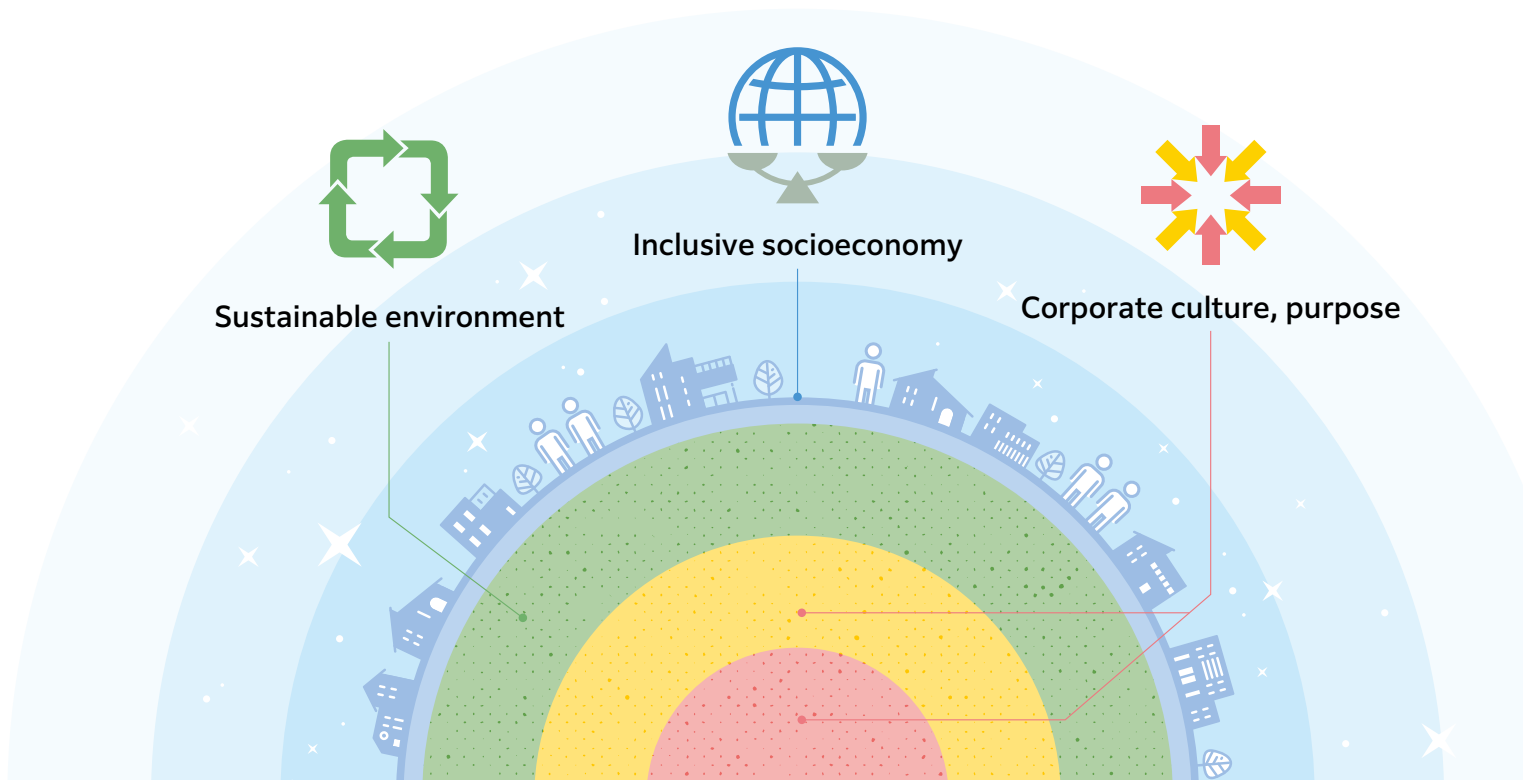 Sustainable environment
Inclusive socioeconomy
Corporate culture, purpose